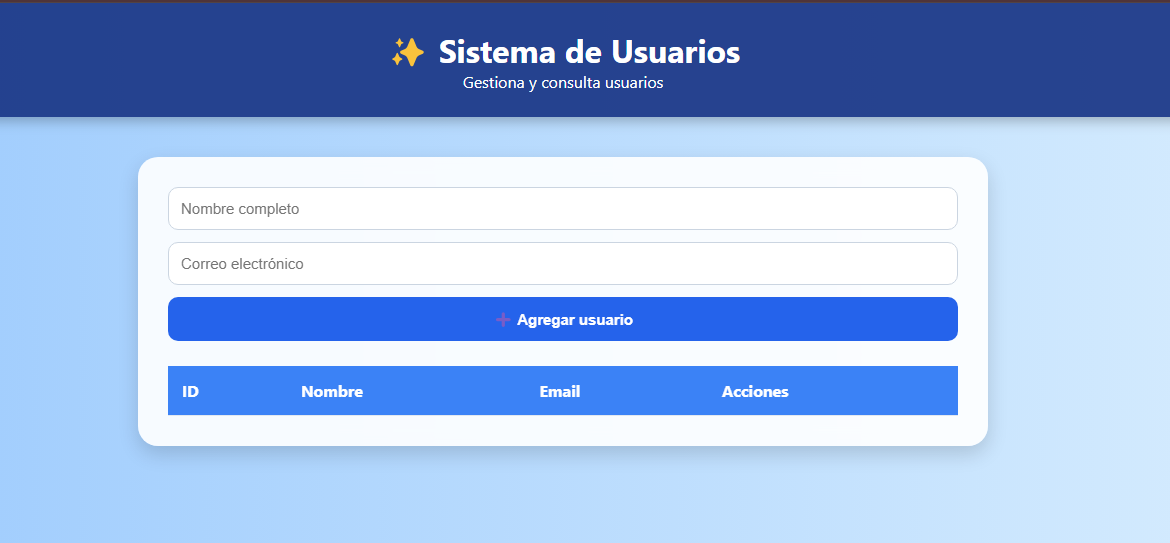 ✨ Sistema de Usuarios
Gestiona y consulta usuarios
Nombre completo
Correo electrónico
➕ Agregar usuario
ID Nombre Email Acciones